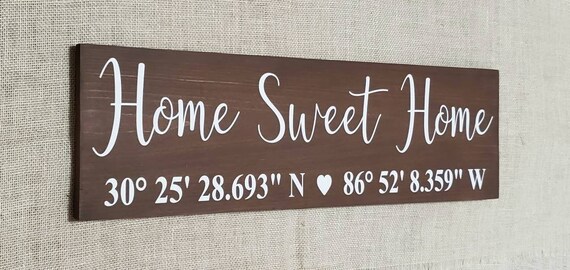 Home Sweet Home
30° 25' 28.693" N ♥ 86° 52' 8.359" W